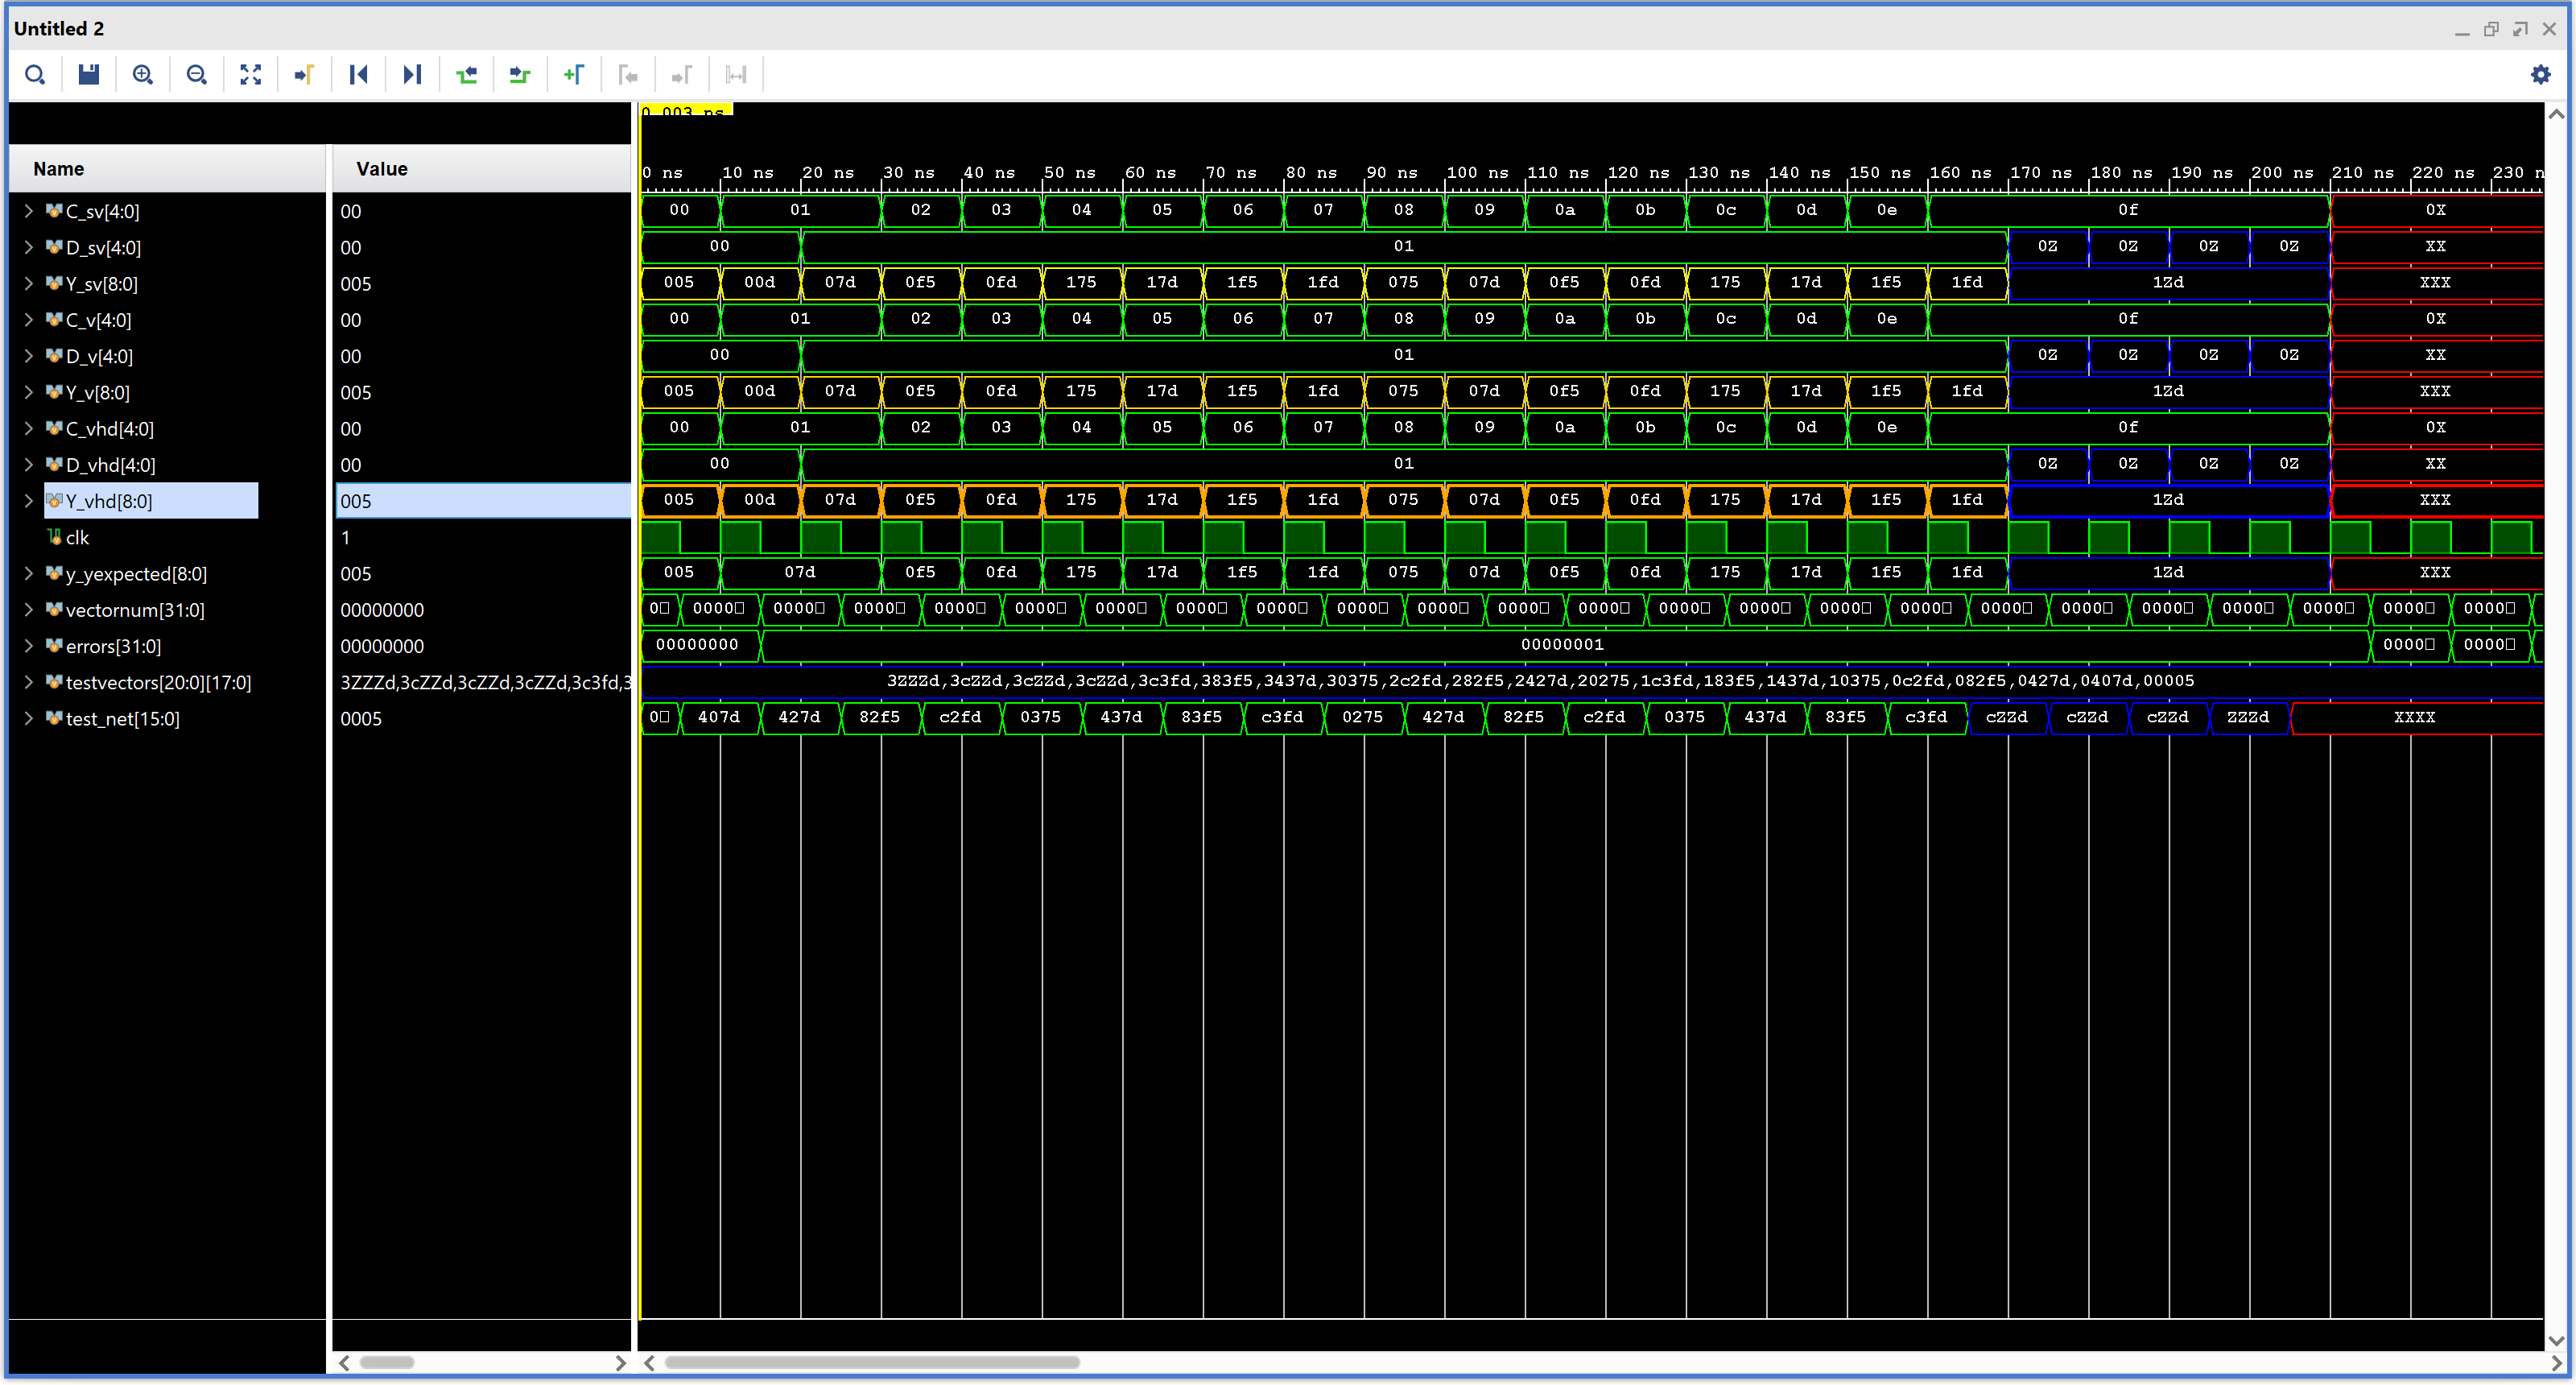 Untitled 2
0.003 ns
Name Value
0 ns 10 ns 20 ns 30 ns 40 ns 50 ns 60 ns 70 ns 80 ns 90 ns 100 ns 110 ns 120 ns 130 ns 140 ns 150 ns 160 ns 170 ns 180 ns 190 ns 200 ns 210 ns 220 ns 230 n
C_sv[4:0] 00 00 01 02 03 04 05 06 07 08 09 0a 0b 0c 0d 0e 0f 0X
D_sv[4:0] 00 00 01 0Z 0Z 0Z 0Z XX
Y_sv[8:0] 005 005 00d 07d 0f5 0fd 175 17d 1f5 1fd 075 07d 0f5 0fd 175 17d 1f5 1fd 1Zd XXX
C_v[4:0] 00 00 01 02 03 04 05 06 07 08 09 0a 0b 0c 0d 0e 0f 0X
D_v[4:0] 00 00 01 0Z 0Z 0Z 0Z XX
Y_v[8:0] 005 005 00d 07d 0f5 0fd 175 17d 1f5 1fd 075 07d 0f5 0fd 175 17d 1f5 1fd 1Zd XXX
C_vhd[4:0] 00 00 01 02 03 04 05 06 07 08 09 0a 0b 0c 0d 0e 0f 0X
D_vhd[4:0] 00 00 01 0Z 0Z 0Z 0Z XX
Y_vhd[8:0] 005 005 00d 07d 0f5 0fd 175 17d 1f5 1fd 075 07d 0f5 0fd 175 17d 1f5 1fd 1Zd XXX
clk 1
y_yexpected[8:0] 005 005 07d 0f5 0fd 175 17d 1f5 1fd 075 07d 0f5 0fd 175 17d 1f5 1fd 1Zd XXX
vectornum[31:0] 00000000 0□ 0000□ 0000□ 0000□ 0000□ 0000□ 0000□ 0000□ 0000□ 0000□ 0000□ 0000□ 0000□ 0000□ 0000□ 0000□ 0000□ 0000□ 0000□ 0000□ 0000□ 0000□ 0000□ 0000□
errors[31:0] 00000000 00000000 00000001 0000□ 0000□
testvectors[20:0][17:0] 3ZZZd,3cZZd,3cZZd,3cZZd,3c3fd,3 3ZZZd,3cZZd,3cZZd,3cZZd,3c3fd,383f5,3437d,30375,2c2fd,282f5,2427d,20275,1c3fd,183f5,1437d,10375,0c2fd,082f5,0427d,0407d,00005
test_net[15:0] 0005 0□ 407d 427d 82f5 c2fd 0375 437d 83f5 c3fd 0275 427d 82f5 c2fd 0375 437d 83f5 c3fd cZZd cZZd cZZd ZZZd XXXX